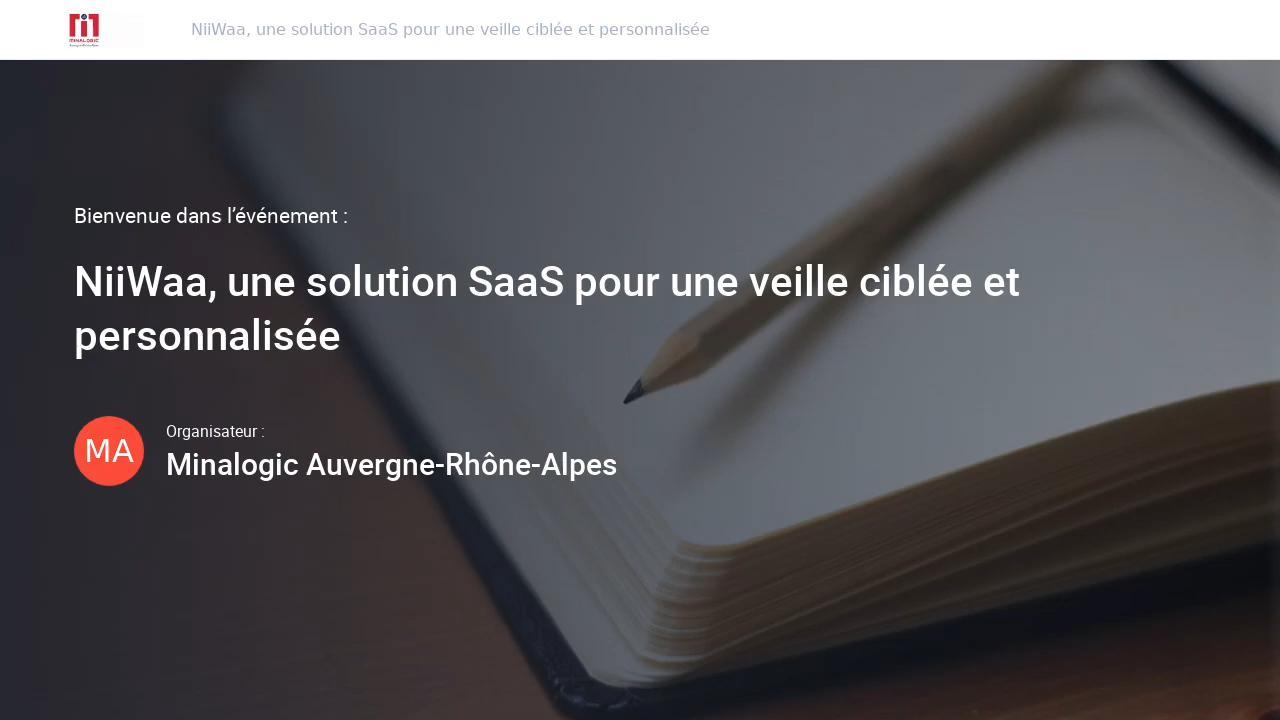 MINALOGIC
NiiWaa, une solution SaaS pour une veille ciblée et personnalisée
Bienvenue dans l’événement :
NiiWaa, une solution SaaS pour une veille ciblée et
personnalisée
MA
Organisateur :
Minalogic Auvergne-Rhône-Alpes